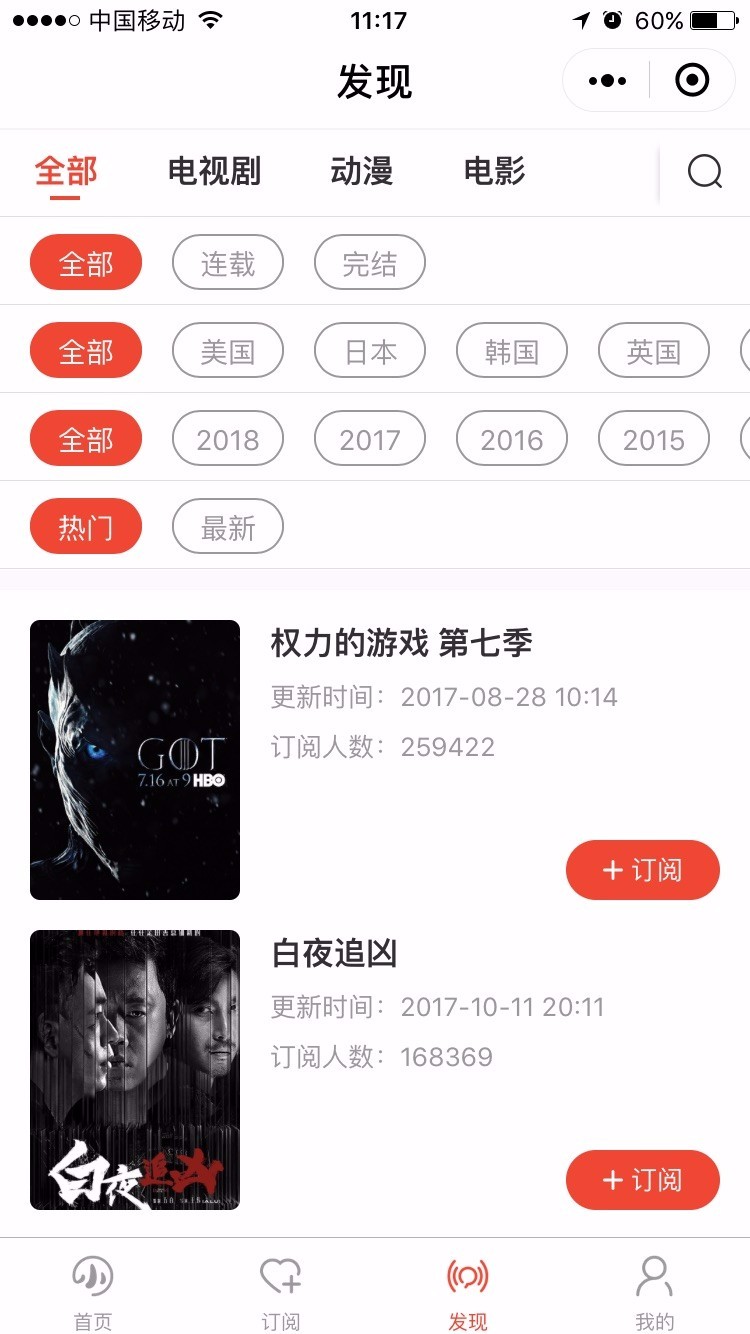 中国移动 11:17 60%
发现
全部 电视剧 动漫 电影
全部 连载 完结
全部 美国 日本 韩国 英国
全部 2018 2017 2016 2015
热门 最新
权力的游戏 第七季
更新时间：2017-08-28 10:14
订阅人数：259422
GOT
7.16 AT 9 HBO
+ 订阅
白夜追凶
更新时间：2017-10-11 20:11
订阅人数：168369
白夜追凶
+ 订阅
首页 订阅 发现 我的